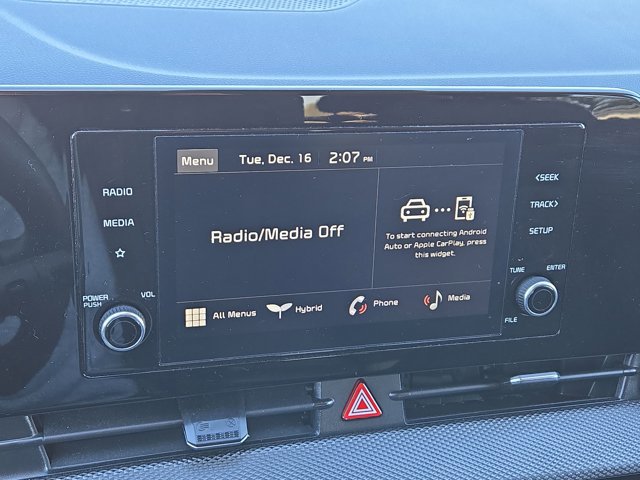 Menu Tue, Dec. 16 2:07 PM
RADIO
MEDIA
POWER
PUSH
VOL
Radio/Media Off
To start connecting Android
Auto or Apple CarPlay, press
this widget.
All Menus Hybrid Phone Media
<SEEK
TRACK>
SETUP
TUNE ENTER
FILE